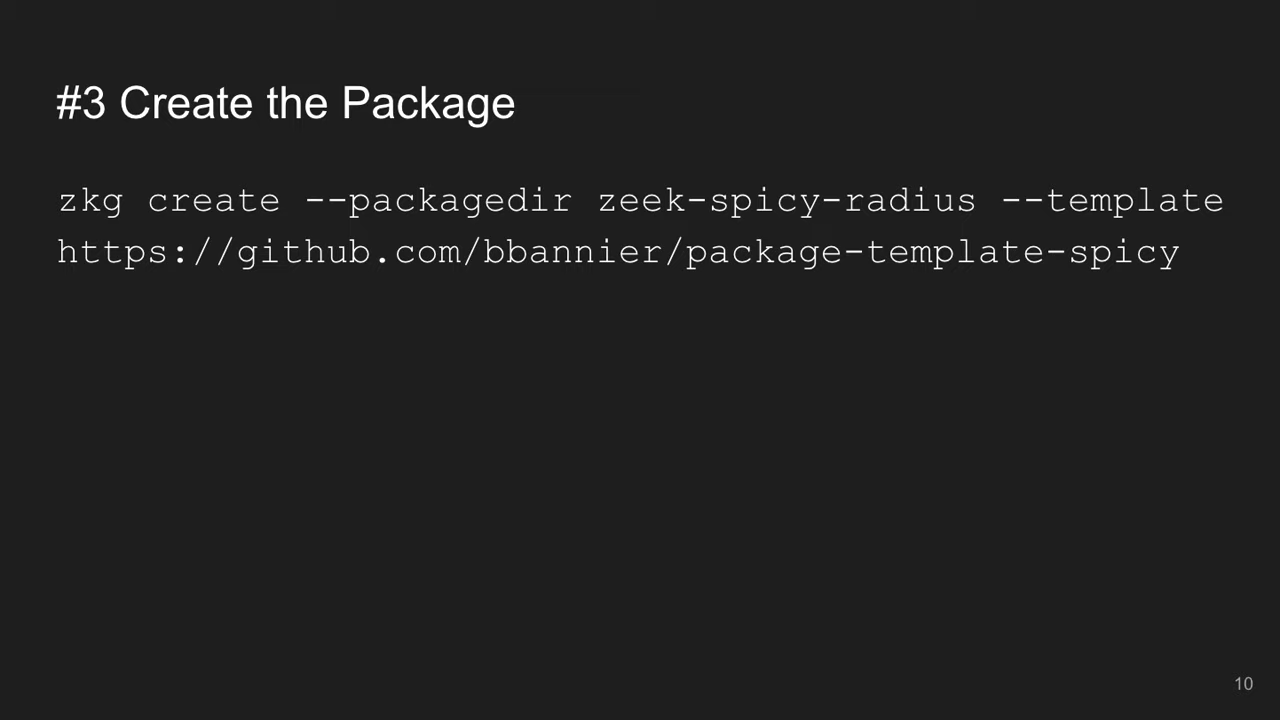 #3 Create the Package
zkg create --packagedir zeek-spicy-radius --template
https://github.com/bbannier/package-template-spicy
10